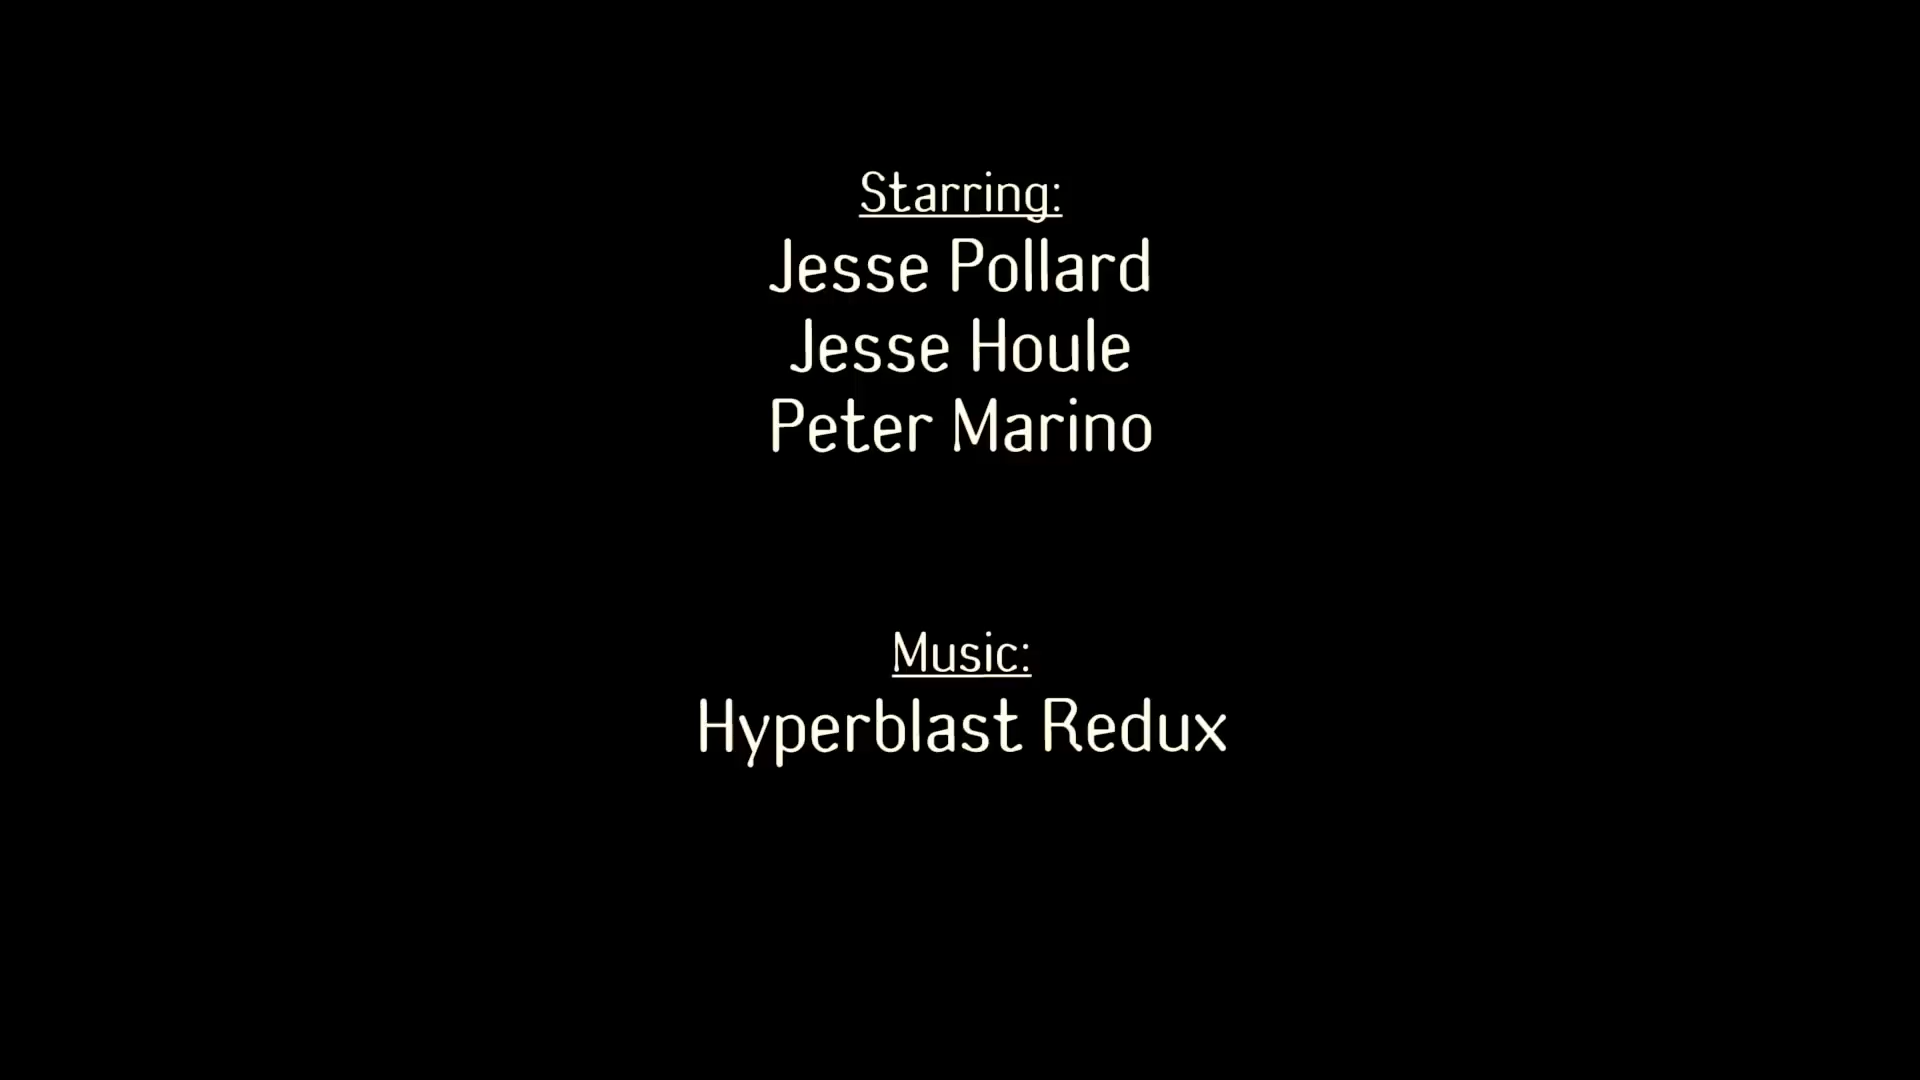 Starring:
Jesse Pollard
Jesse Houle
Peter Marino
Music:
Hyperblast Redux